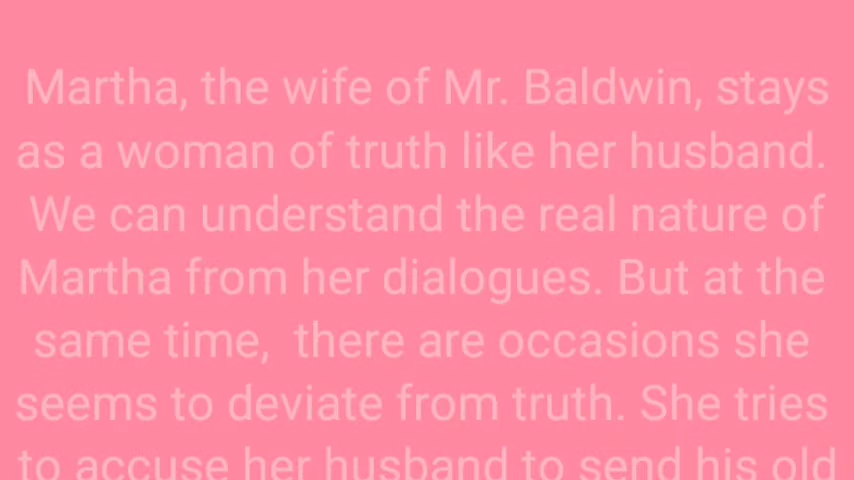 Martha, the wife of Mr. Baldwin, stays
as a woman of truth like her husband.
We can understand the real nature of
Martha from her dialogues. But at the
same time,  there are occasions she
seems to deviate from truth. She tries
to accuse her husband to send his old